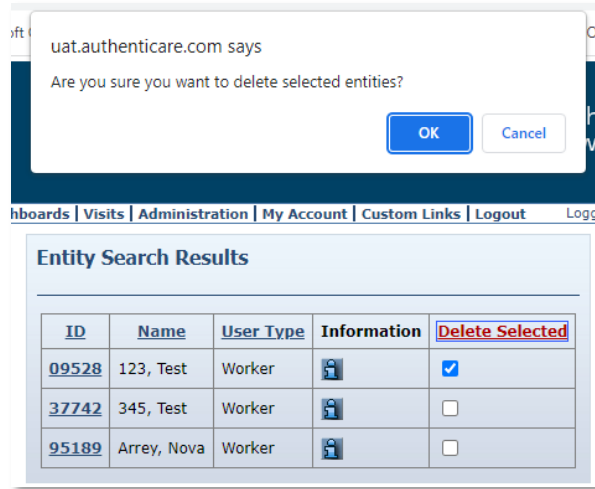 oft
uat.authenticare.com says
Are you sure you want to delete selected entities?
OK Cancel
hboards | Visits | Administration | My Account | Custom Links | Logout Logg
Entity Search Results
ID Name User Type Information Delete Selected
09528 123, Test Worker
37742 345, Test Worker
95189 Arrey, Nova Worker